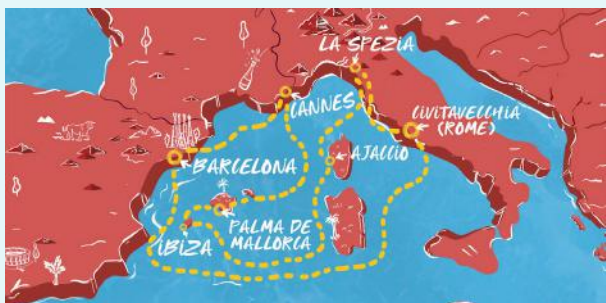 LA SPEZIA
CANNES
CIVITAVECCHIA
(ROME)
AJACCIO
BARCELONA
PALMA DE
MALLORCA
IBIZA